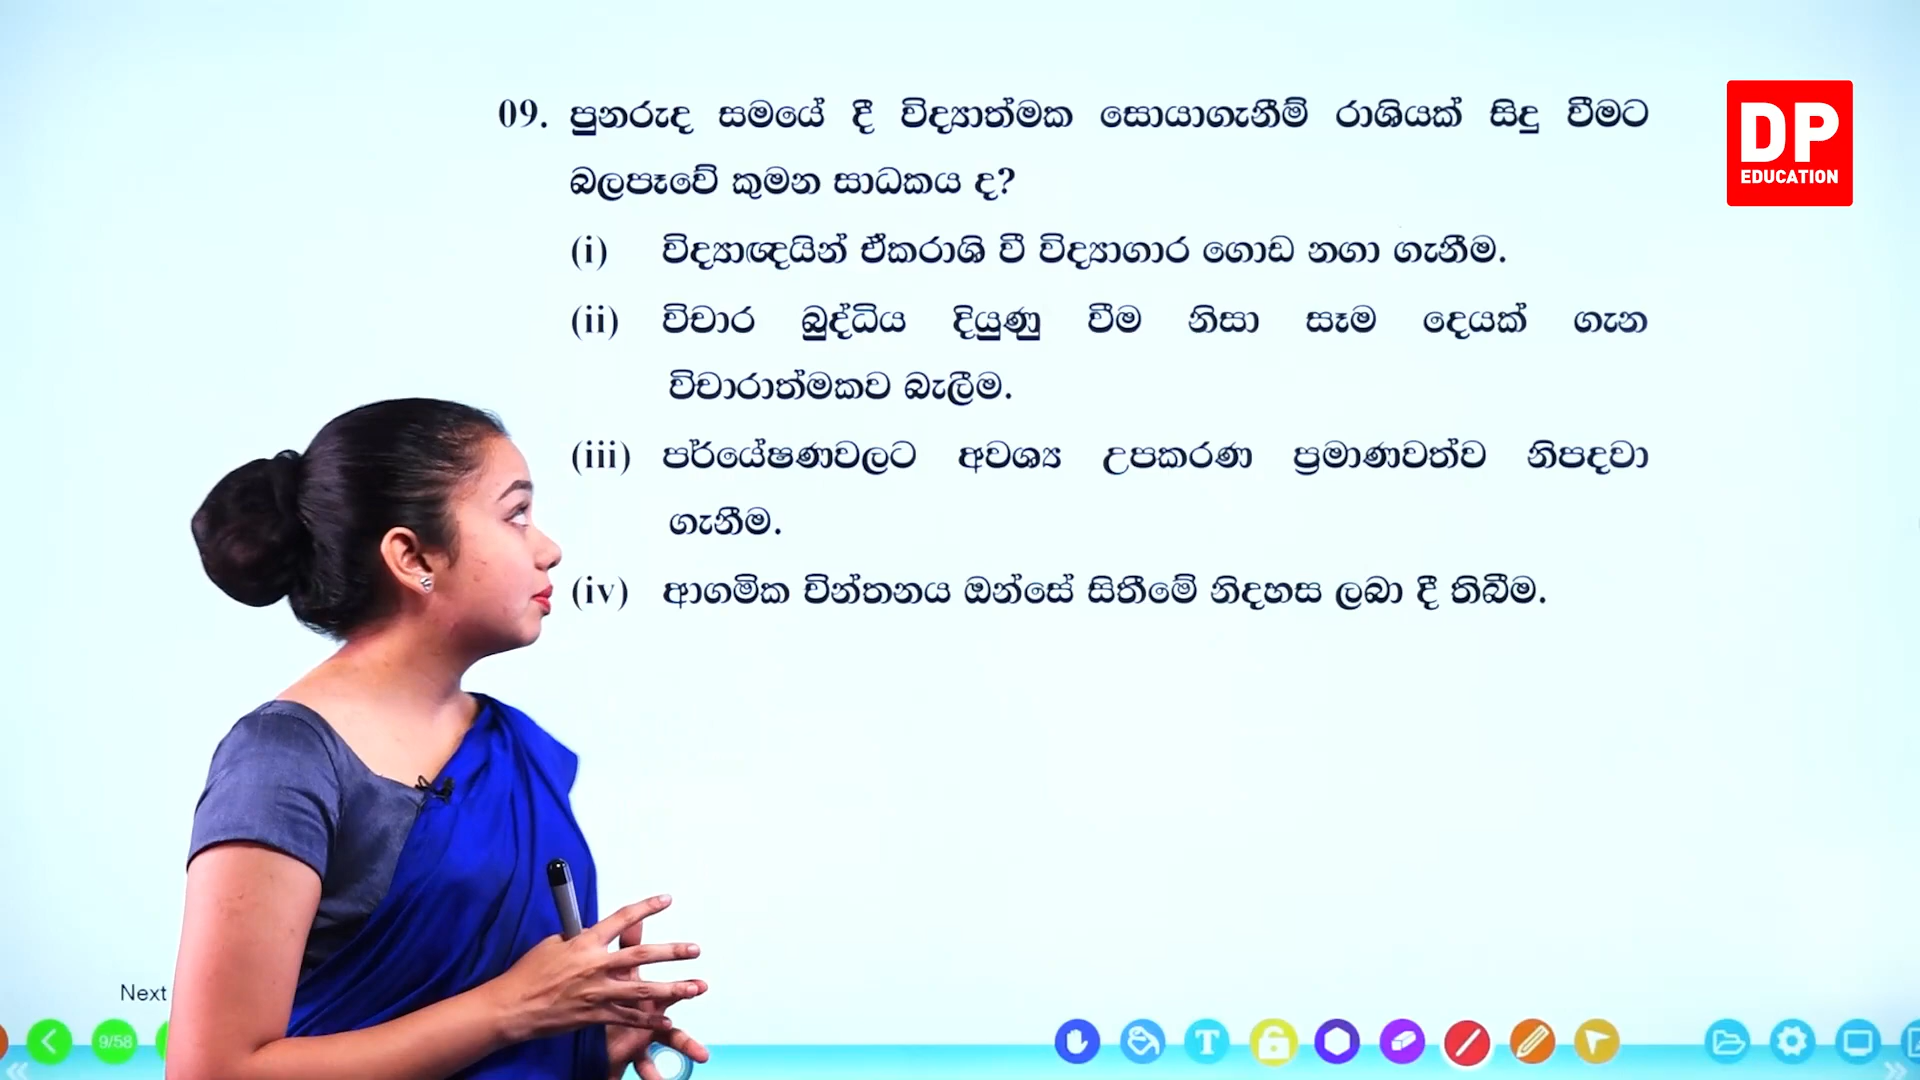 09. පුනරුද සමයේ දී විද්‍යාත්මක සොයාගැනීම් රාශියක් සිදු වීමට
බලපෑවේ කුමන සාධකය ද?
(i) විද්‍යාඥයින් ඒකරාශි වී විද්‍යාගාර ගොඩ නගා ගැනීම.
(ii) විචාර බුද්ධිය දියුණු වීම නිසා සෑම දෙයක් ගැන
විචාරාත්මකව බැලීම.
(iii) පර්යේෂණවලට අවශ්‍ය උපකරණ ප්‍රමාණවත්ව නිපදවා
ගැනීම.
(iv) ආගමික චින්තනය ඔන්සේ සිතීමේ නිදහස ලබා දී තිබීම.
DP
EDUCATION
Next
9/58
T